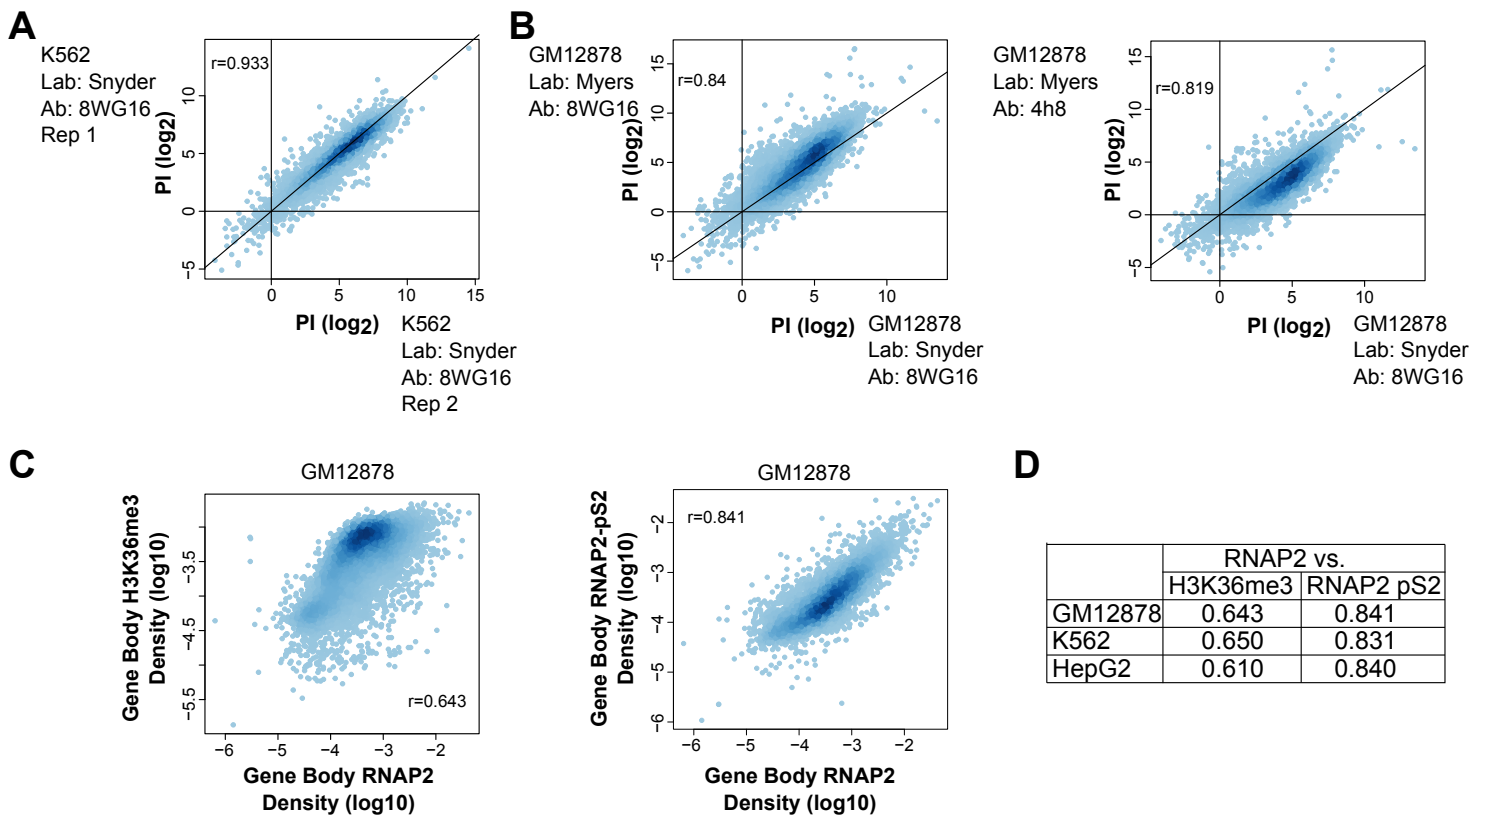 A
K562
Lab: Snyder
Ab: 8WG16
Rep 1
r=0.933
PI (log2)
−5
0
5
10
0
5
10
15
PI (log2)
K562
Lab: Snyder
Ab: 8WG16
Rep 2
B
GM12878
Lab: Myers
Ab: 8WG16
r=0.84
PI (log2)
−5
0
5
10
15
0
5
10
PI (log2)
GM12878
Lab: Snyder
Ab: 8WG16
GM12878
Lab: Myers
Ab: 4h8
r=0.819
PI (log2)
−5
0
5
10
15
0
5
10
PI (log2)
GM12878
Lab: Snyder
Ab: 8WG16
C
GM12878
Gene Body H3K36me3
Density (log10)
−3.5
−4.5
−5.5
r=0.643
−6
−5
−4
−3
−2
Gene Body RNAP2
Density (log10)
GM12878
Gene Body RNAP2-pS2
Density (log10)
r=0.841
−2
−3
−4
−5
−6
−6
−5
−4
−3
−2
Gene Body RNAP2
Density (log10)
D
RNAP2 vs.
H3K36me3 RNAP2 pS2
GM12878 0.643 0.841
K562 0.650 0.831
HepG2 0.610 0.840